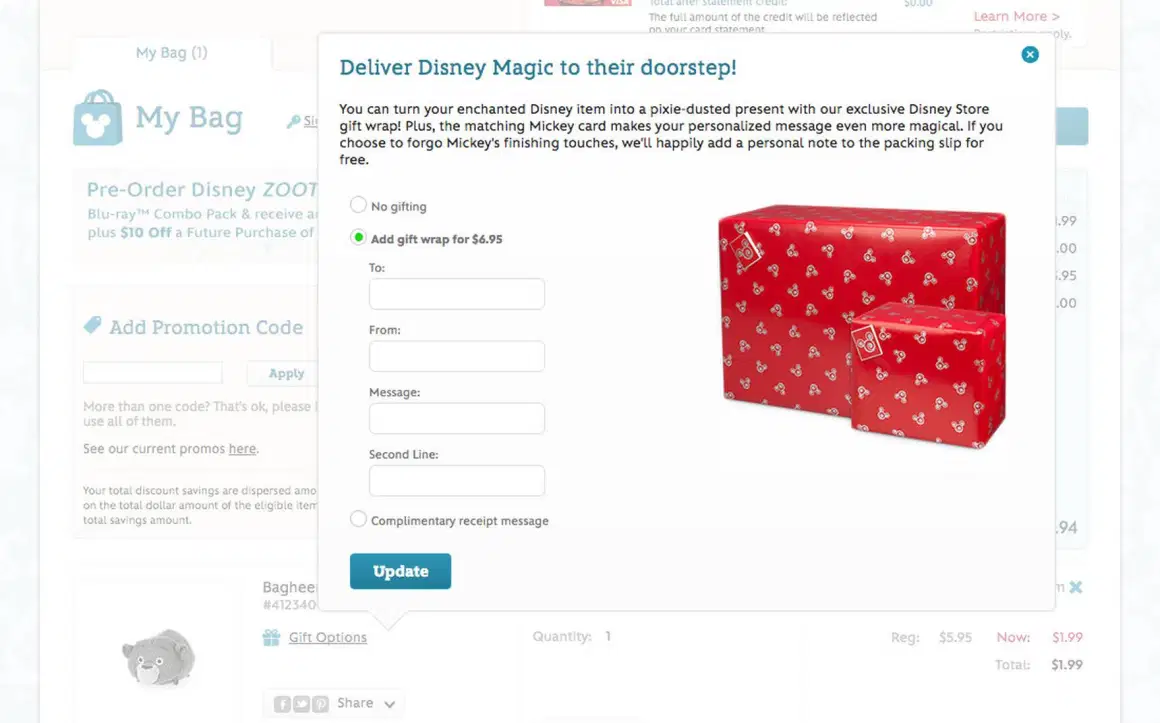 Total after statement credit:
$0.00
The full amount of the credit will be reflected
on your card statement.
Learn More >
VISA
My Bag (1)
My Bag
Pre-Order Disney ZOOT
Blu-ray™ Combo Pack & receive
plus $10 Off a Future Purchase of
Add Promotion Code
Apply
More than one code? That's ok, please
use all of them.
See our current promos here.
Your total discount savings are dispersed
on the total dollar amount of the eligible
total savings amount.
Deliver Disney Magic to their doorstep!
You can turn your enchanted Disney item into a pixie-dusted present with our exclusive Disney Store
gift wrap! Plus, the matching Mickey card makes your personalized message even more magical. If you
choose to forgo Mickey's finishing touches, we'll happily add a personal note to the packing slip for
free.
No gifting
Add gift wrap for $6.95
To:
From:
Message:
Second Line:
Complimentary receipt message
Update
.99
.00
.95
.00
.94
Baghee
#412340
Gift Options
Quantity: 1
Reg: $5.95 Now: $1.99
Total: $1.99
Share